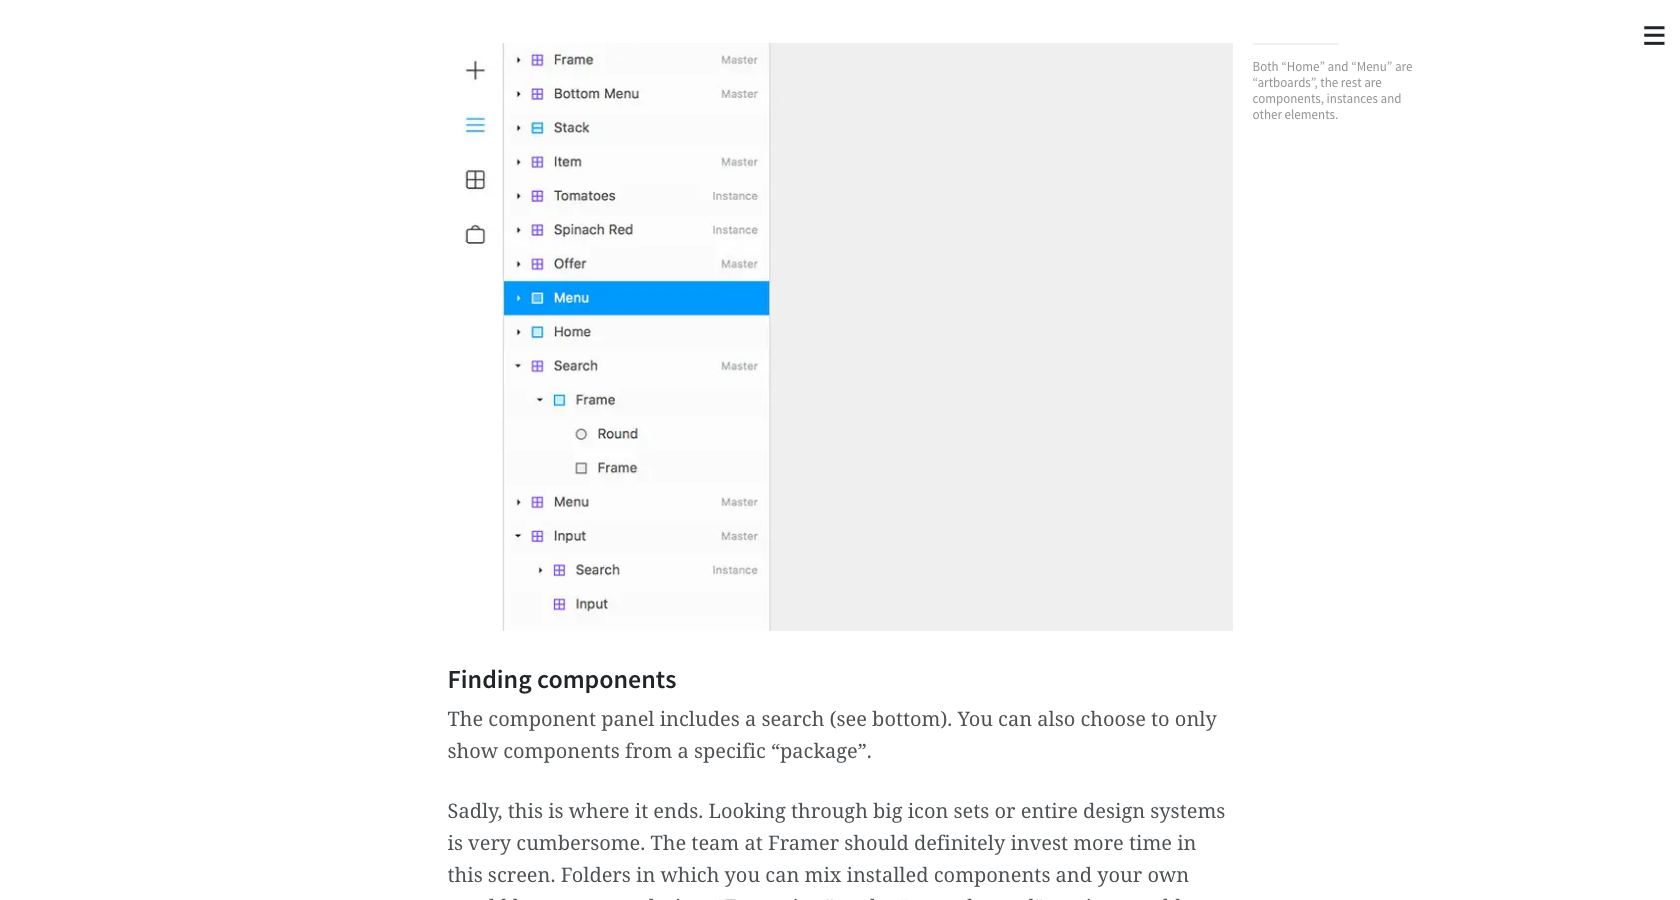 Frame Master
Bottom Menu Master
Stack
Item Master
Tomatoes Instance
Spinach Red Instance
Offer Master
Menu
Home
Search Master
Frame
Round
Frame
Menu Master
Input Master
Search Instance
Input
Both “Home” and “Menu” are
“artboards”, the rest are
components, instances and
other elements.
Finding components
The component panel includes a search (see bottom). You can also choose to only
show components from a specific “package”.
Sadly, this is where it ends. Looking through big icon sets or entire design systems
is very cumbersome. The team at Framer should definitely invest more time in
this screen. Folders in which you can mix installed components and your own